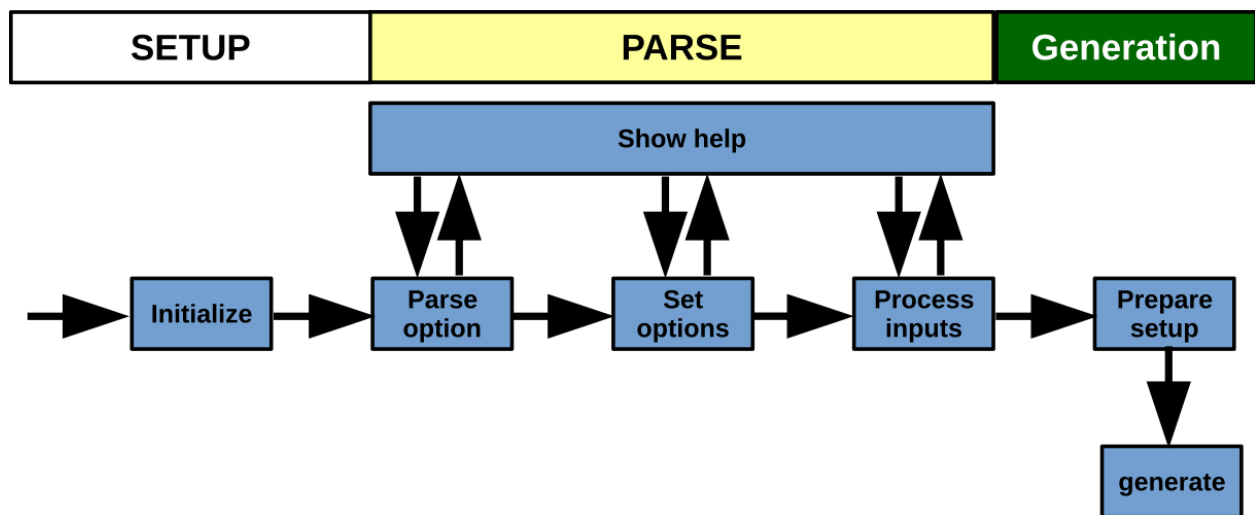 SETUP
PARSE
Generation
Show help
Initialize
Parse
option
Set
options
Process
inputs
Prepare
setup
generate